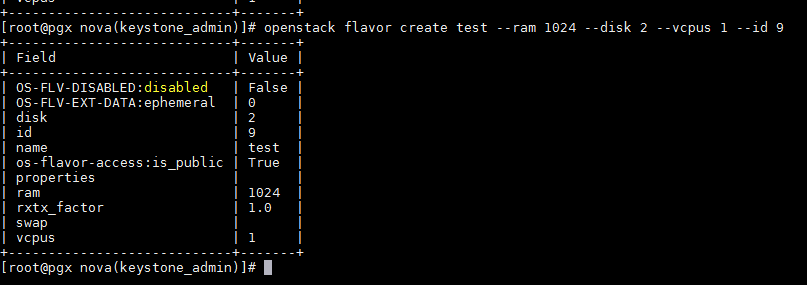 | vcpus | 1 |
[root@pgx nova(keystone_admin)]# openstack flavor create test --ram 1024 --disk 2 --vcpus 1 --id 9
+----------------------------+-------+
| Field                      | Value |
+----------------------------+-------+
| OS-FLV-DISABLED:disabled   | False |
| OS-FLV-EXT-DATA:ephemeral  | 0     |
| disk                       | 2     |
| id                         | 9     |
| name                       | test  |
| os-flavor-access:is_public | True  |
| properties                 |       |
| ram                        | 1024  |
| rxtx_factor                | 1.0   |
| swap                       |       |
| vcpus                      | 1     |
+----------------------------+-------+
[root@pgx nova(keystone_admin)]#